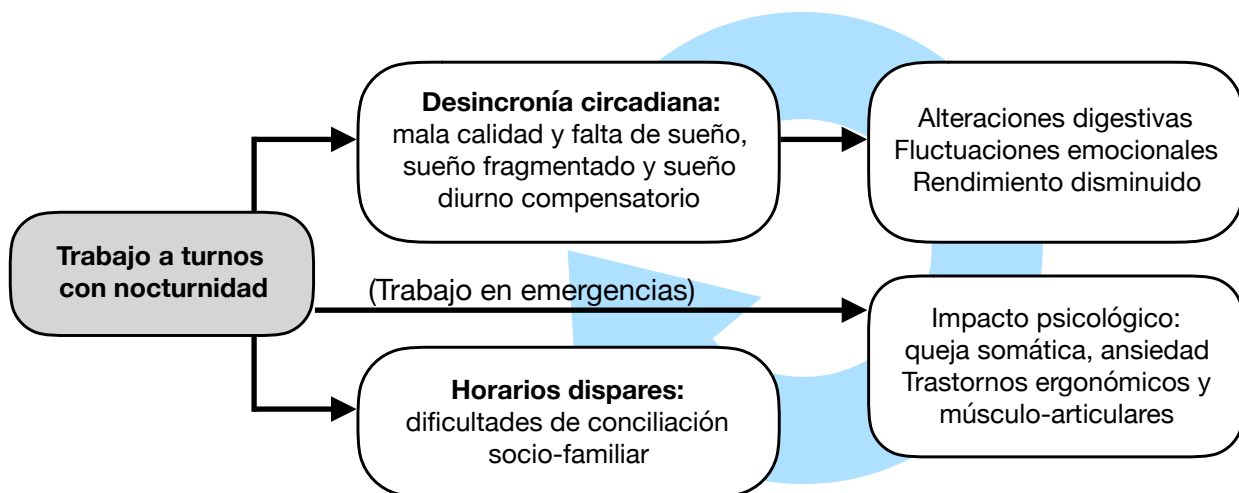 Trabajo a turnos
con nocturnidad
Desincronía circadiana:
mala calidad y falta de sueño,
sueño fragmentado y sueño
diurno compensatorio
Alteraciones digestivas
Fluctuaciones emocionales
Rendimiento disminuido
(Trabajo en emergencias)
Impacto psicológico:
queja somática, ansiedad
Trastornos ergonómicos y
músculo-articulares
Horarios dispares:
dificultades de conciliación
socio-familiar